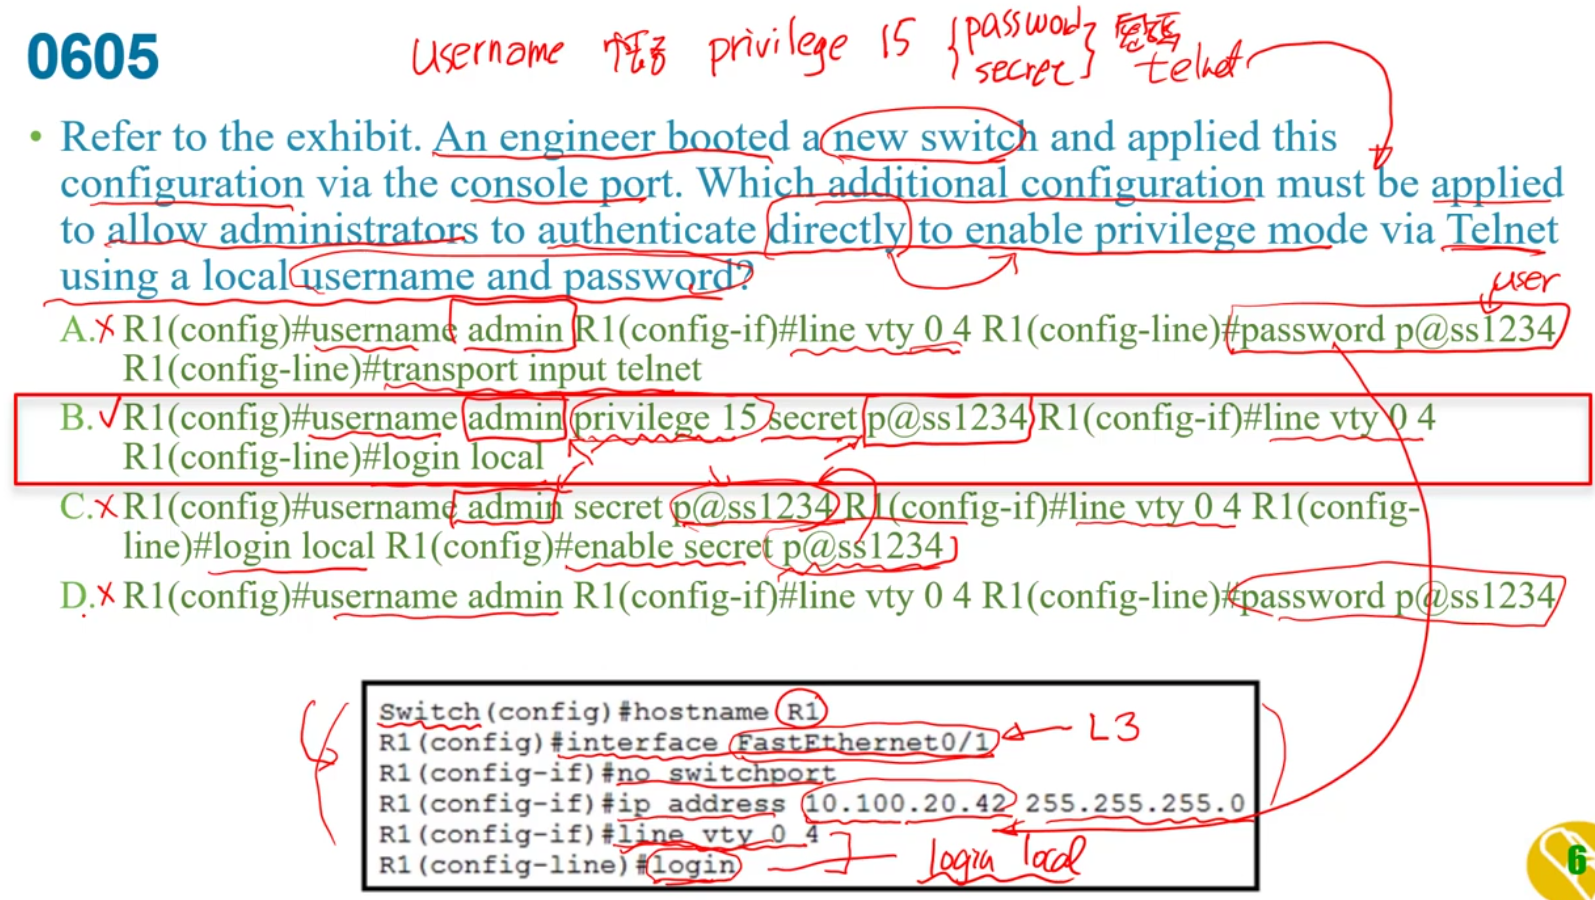 0605
username 帳號 privilege 15 {password secret} 密碼 telnet
• Refer to the exhibit. An engineer booted a new switch and applied this
configuration via the console port. Which additional configuration must be applied
to allow administrators to authenticate directly to enable privilege mode via Telnet
using a local username and password?
user
A. R1(config)#username admin R1(config-if)#line vty 0 4 R1(config-line)#password p@ss1234
R1(config-line)#transport input telnet
B. R1(config)#username admin privilege 15 secret p@ss1234 R1(config-if)#line vty 0 4
R1(config-line)#login local
C. R1(config)#username admin secret p@ss1234 R1(config-if)#line vty 0 4 R1(config-
line)#login local R1(config)#enable secret p@ss1234
D. R1(config)#username admin R1(config-if)#line vty 0 4 R1(config-line)#password p@ss1234
Switch(config)#hostname R1
R1(config)#interface FastEthernet0/1
L3
R1(config-if)#no switchport
R1(config-if)#ip address 10.100.20.42 255.255.255.0
R1(config-if)#line vty 0 4
R1(config-line)#login
login local
6